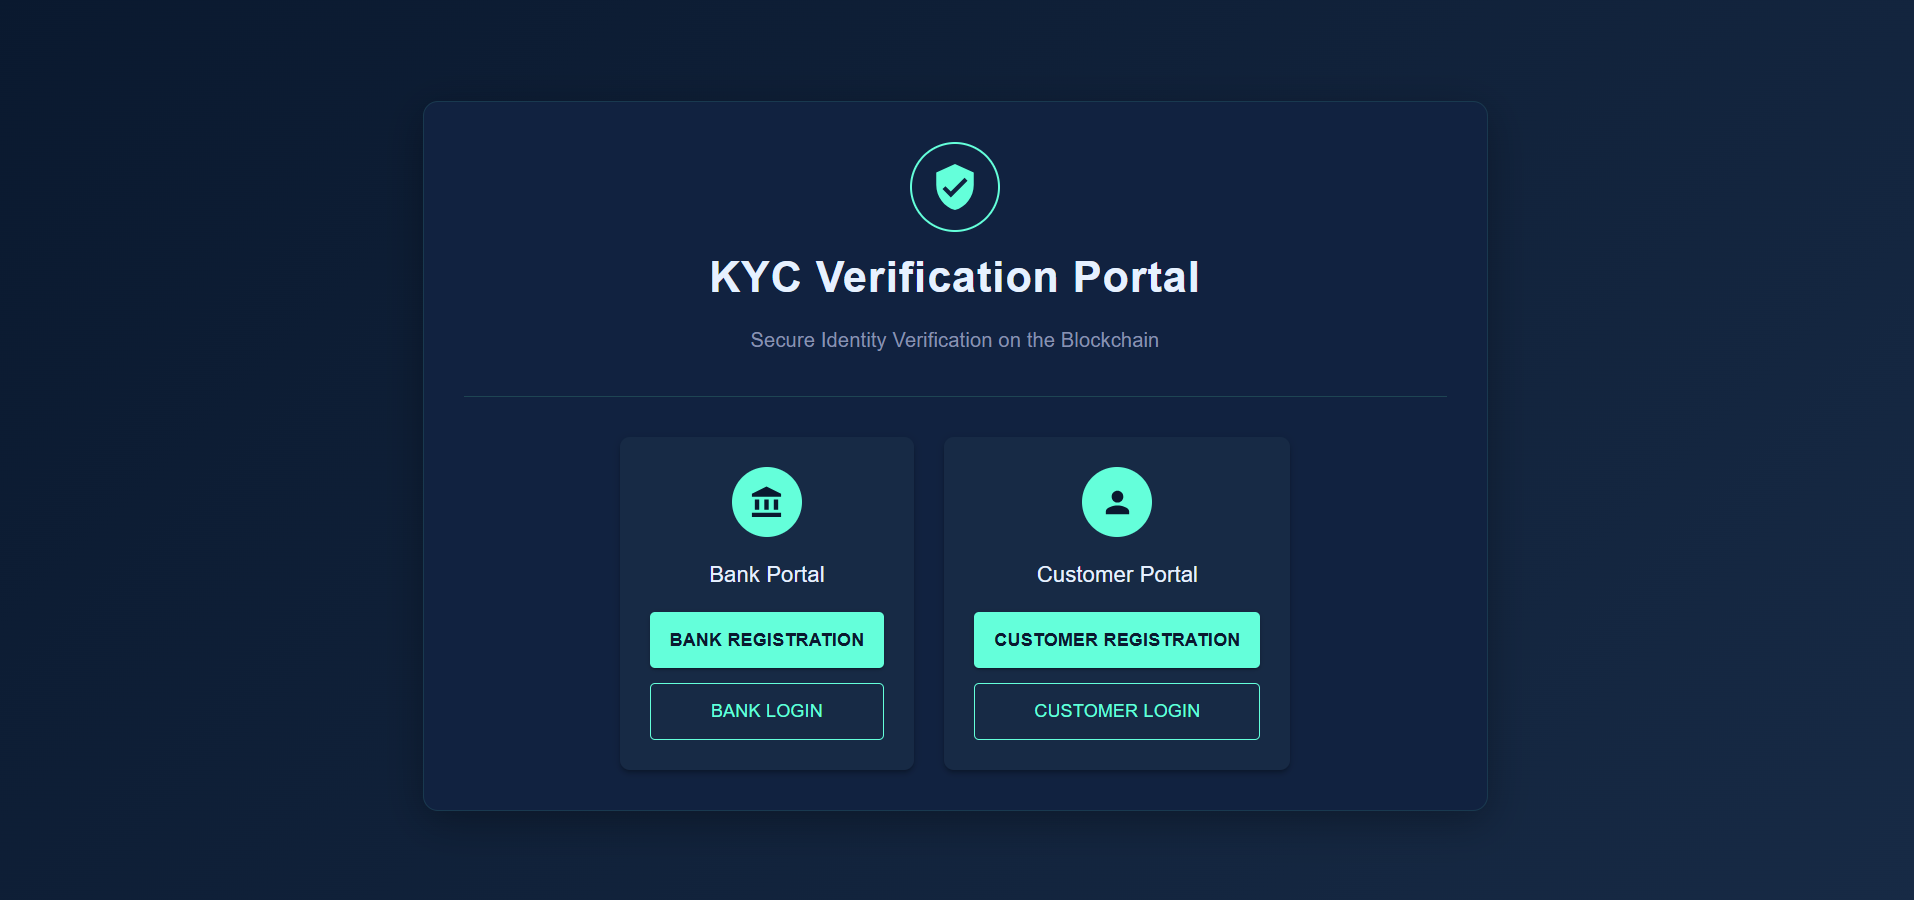 KYC Verification Portal
Secure Identity Verification on the Blockchain
Bank Portal
BANK REGISTRATION
BANK LOGIN
Customer Portal
CUSTOMER REGISTRATION
CUSTOMER LOGIN